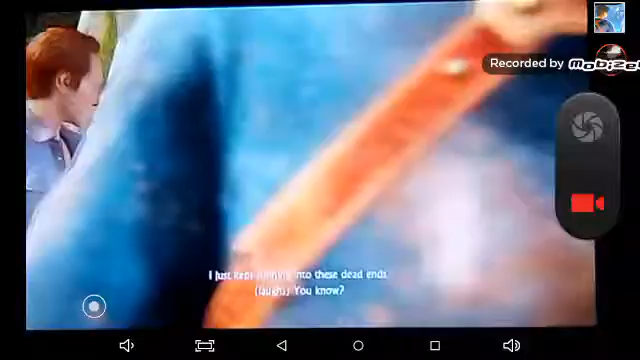 Recorded by Mobizen
I just kept running into these dead ends.
(laughs) You know?